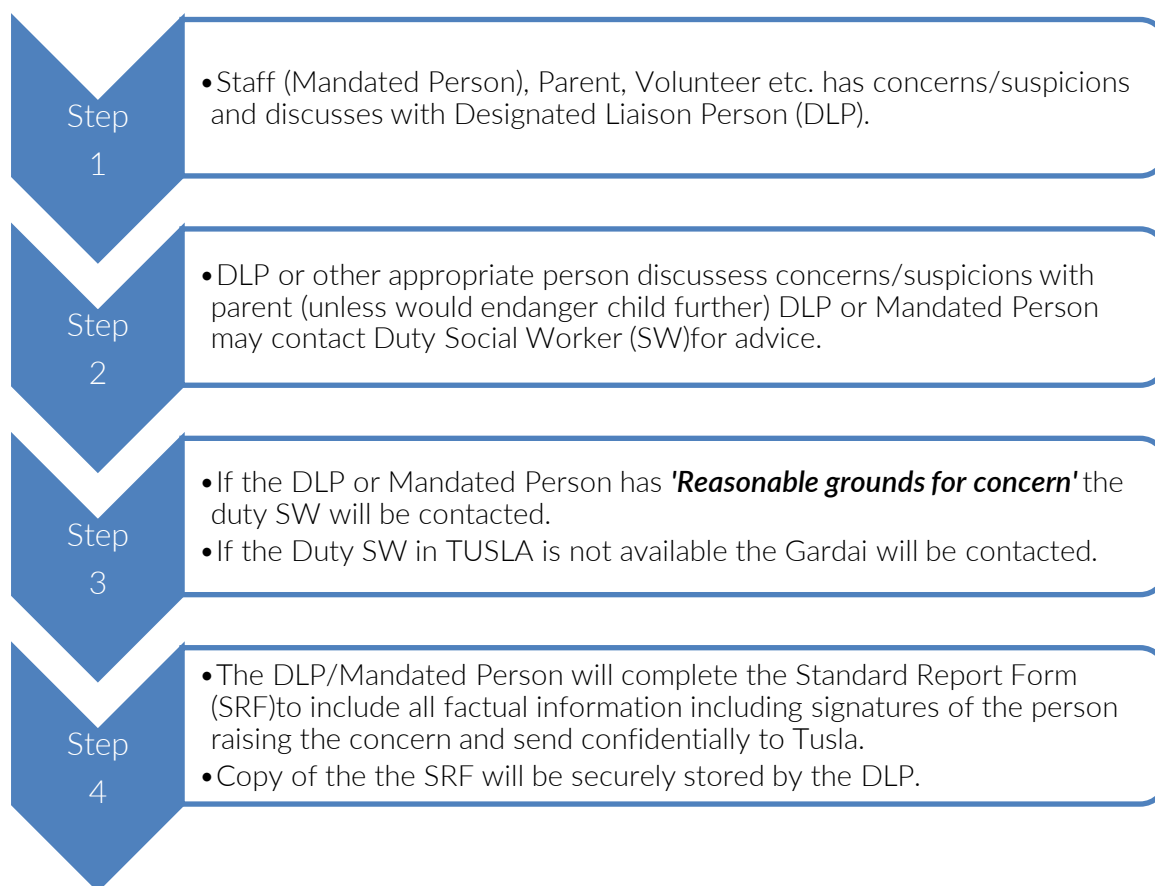 Step
1
•Staff (Mandated Person), Parent, Volunteer etc. has concerns/suspicions
and discusses with Designated Liaison Person (DLP).
Step
2
•DLP or other appropriate person discussess concerns/suspicions with
parent (unless would endanger child further) DLP or Mandated Person
may contact Duty Social Worker (SW)for advice.
Step
3
•If the DLP or Mandated Person has 'Reasonable grounds for concern' the
duty SW will be contacted.
•If the Duty SW in TUSLA is not available the Gardai will be contacted.
Step
4
•The DLP/Mandated Person will complete the Standard Report Form
(SRF)to include all factual information including signatures of the person
raising the concern and send confidentially to Tusla.
•Copy of the the SRF will be securely stored by the DLP.